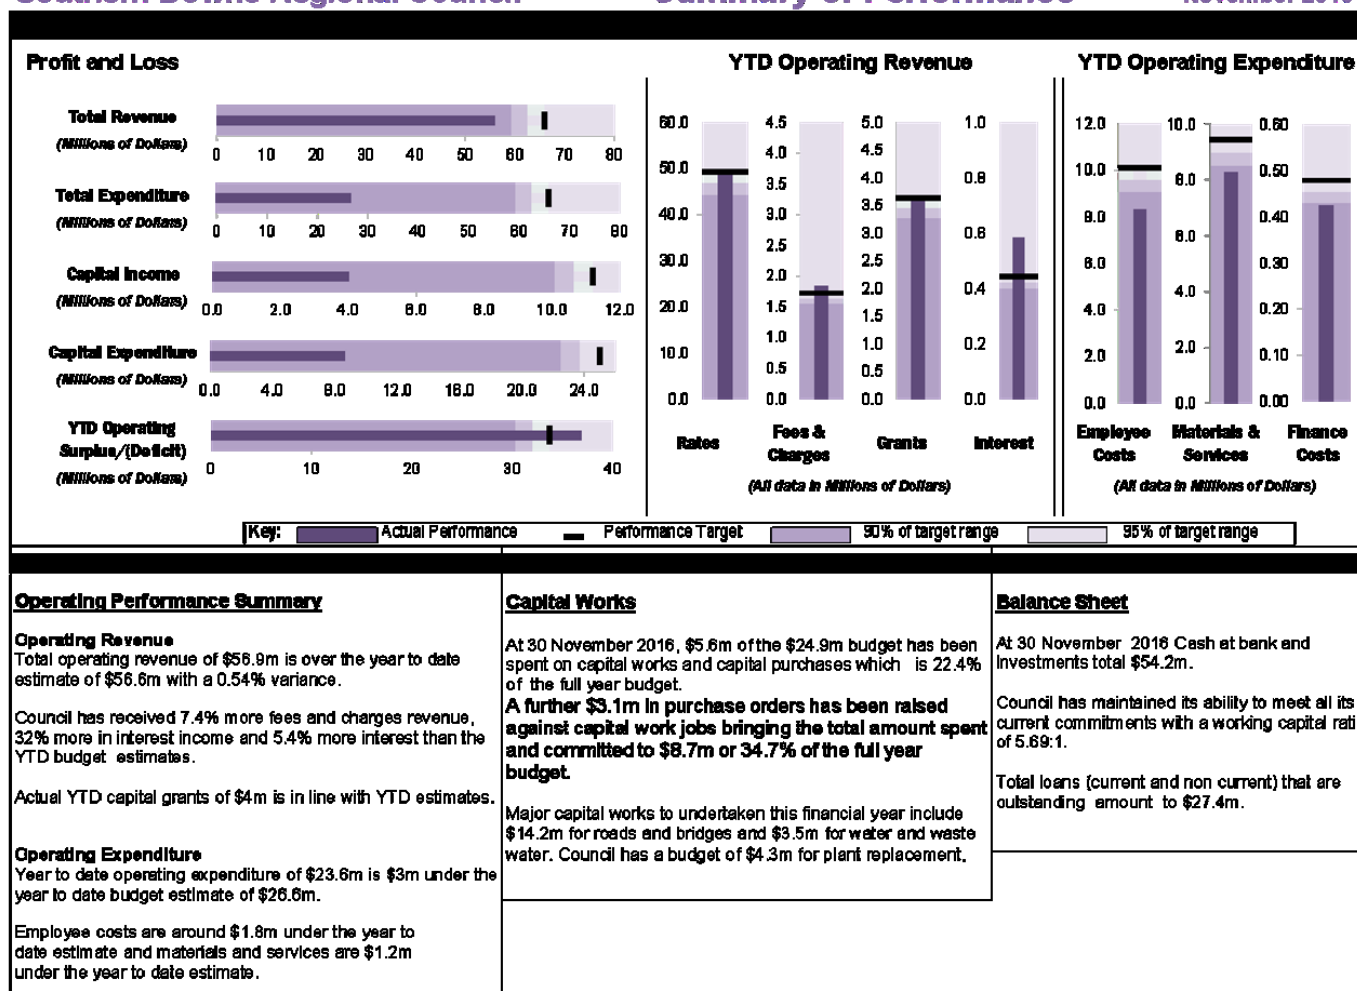 Southern Downs Regional Council Summary of Performance November 2016
Profit and Loss
Total Revenue
(Millions of Dollars)
0 10 20 30 40 50 60 70 80
Total Expenditure
(Millions of Dollars)
0 10 20 30 40 50 60 70 80
Capital Income
(Millions of Dollars)
0.0 2.0 4.0 6.0 8.0 10.0 12.0
Capital Expenditure
(Millions of Dollars)
0.0 4.0 8.0 12.0 16.0 20.0 24.0
YTD Operating
Surplus/(Deficit)
(Millions of Dollars)
0 10 20 30 40
YTD Operating Revenue
60.0
50.0
40.0
30.0
20.0
10.0
0.0
Rates
4.5
4.0
3.5
3.0
2.5
2.0
1.5
1.0
0.5
0.0
Fees &
Charges
5.0
4.5
4.0
3.5
3.0
2.5
2.0
1.5
1.0
0.5
0.0
Grants
1.0
0.8
0.6
0.4
0.2
0.0
Interest
(All data in Millions of Dollars)
YTD Operating Expenditure
12.0
10.0
8.0
6.0
4.0
2.0
0.0
Employee
Costs
10.0
8.0
6.0
4.0
2.0
0.0
Materials &
Services
0.60
0.50
0.40
0.30
0.20
0.10
0.00
Finance
Costs
(All data in Millions of Dollars)
Key: Actual Performance Performance Target 90% of target range 95% of target range
Operating Performance Summary
Operating Revenue
Total operating revenue of $56.9m is over the year to date
estimate of $56.6m with a 0.54% variance.
Council has received 7.4% more fees and charges revenue,
32% more in interest income and 5.4% more interest than the
YTD budget estimates.
Actual YTD capital grants of $4m is in line with YTD estimates.
Operating Expenditure
Year to date operating expenditure of $23.6m is $3m under the
year to date budget estimate of $26.6m.
Employee costs are around $1.8m under the year to
date estimate and materials and services are $1.2m
under the year to date estimate.
Capital Works
At 30 November 2016, $5.6m of the $24.9m budget has been
spent on capital works and capital purchases which is 22.4%
of the full year budget.
A further $3.1m in purchase orders has been raised
against capital work jobs bringing the total amount spent
and committed to $8.7m or 34.7% of the full year
budget.
Major capital works to undertaken this financial year include
$14.2m for roads and bridges and $3.5m for water and waste
water. Council has a budget of $4.3m for plant replacement.
Balance Sheet
At 30 November 2016 Cash at bank and
Investments total $54.2m.
Council has maintained its ability to meet all its
current commitments with a working capital rati
of 5.69:1.
Total loans (current and non current) that are
outstanding amount to $27.4m.